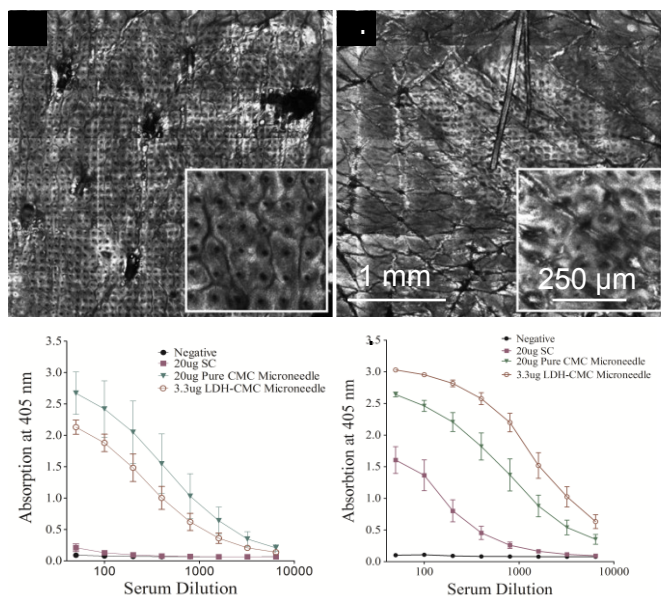 1 mm
250 µm
3.5
3.0
2.5
2.0
1.5
1.0
0.5
0.0
Absorption at 405 nm
Negative
20ug SC
20ug Pure CMC Microneedle
3.3ug LDH-CMC Microneedle
100
1000
10000
Serum Dilution
3.5
3.0
2.5
2.0
1.5
1.0
0.5
0.0
Absorbtion at 405 nm
Negative
20ug SC
20ug Pure CMC Microneedle
3.3ug LDH-CMC Microneedle
100
1000
10000
Serum Dilution